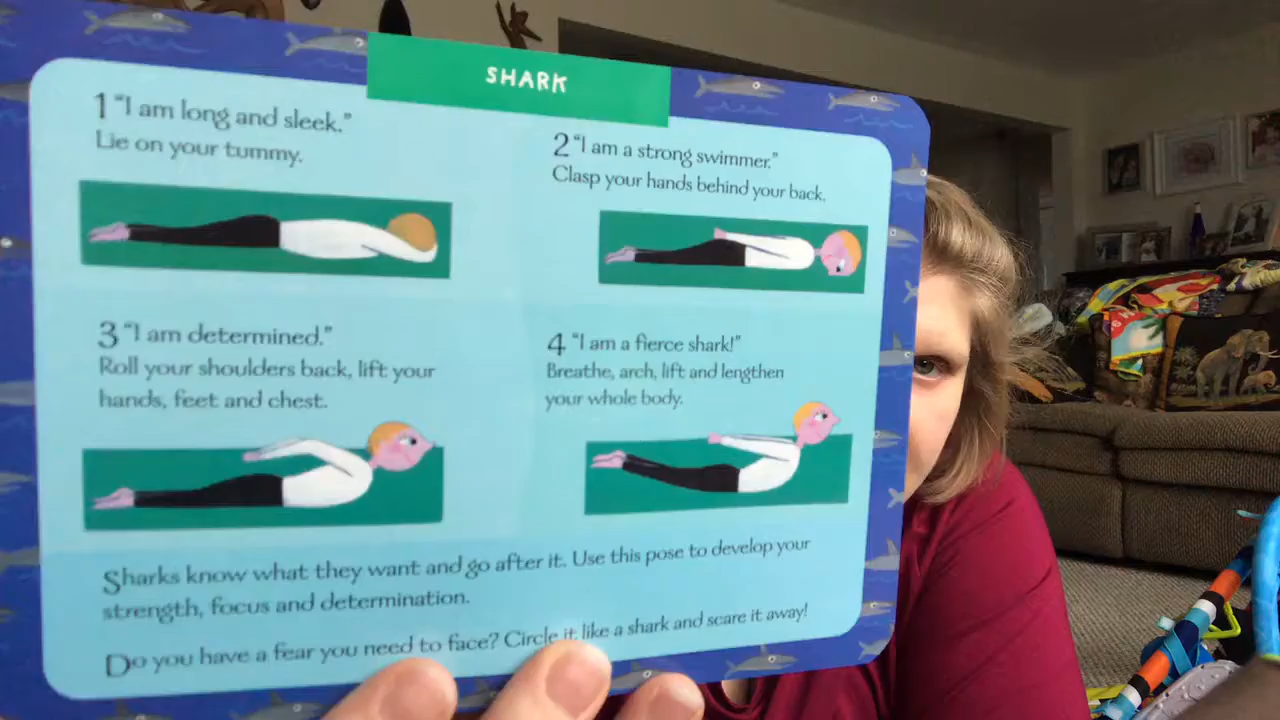 SHARK
1 "I am long and sleek."
Lie on your tummy.
2 "I am a strong swimmer."
Clasp your hands behind your back.
3 "I am determined."
Roll your shoulders back, lift your
hands, feet and chest.
4 "I am a fierce shark!"
Breathe, arch, lift and lengthen
your whole body.
Sharks know what they want and go after it. Use this pose to develop your
strength, focus and determination.
Do you have a fear you need to face? Circle it like a shark and scare it away!